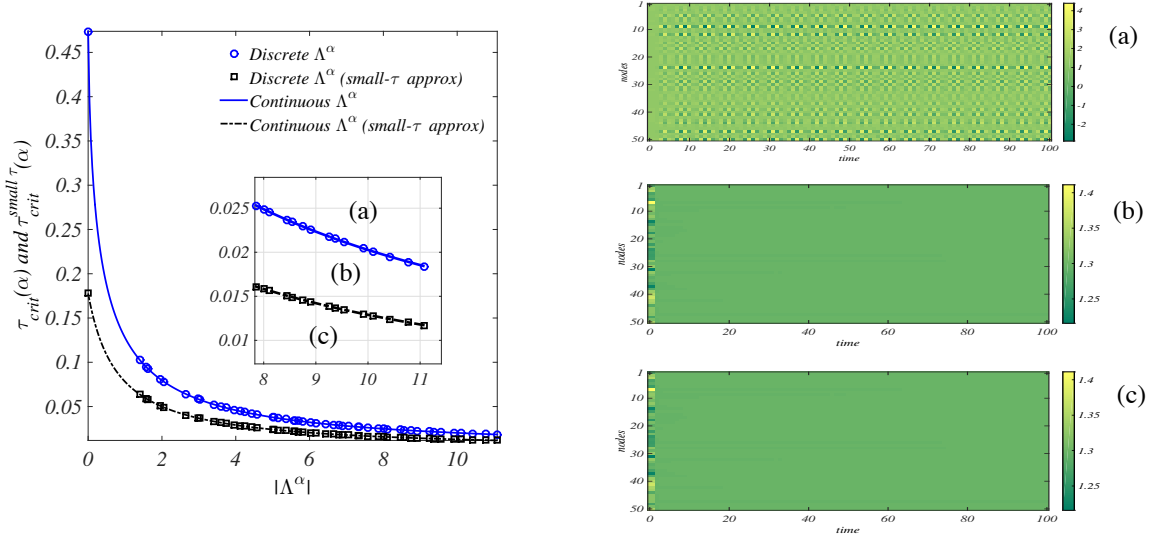 τcrit(α) and τcrit^small τ(α)
0.45
0.4
0.35
0.3
0.25
0.2
0.15
0.1
0.05
0 2 4 6 8 10
|Λ^α|
Discrete Λ^α
Discrete Λ^α (small-τ approx)
Continuous Λ^α
Continuous Λ^α (small-τ approx)
0.025
0.02
0.015
0.01
8 9 10 11
(a)
(b)
(c)
nodes
1
10
20
30
40
50
0 10 20 30 40 50 60 70 80 90 100
time
4
3
2
1
0
-1
-2
(a)
nodes
1
10
20
30
40
50
0 20 40 60 80 100
time
1.4
1.35
1.3
1.25
(b)
nodes
1
10
20
30
40
50
0 20 40 60 80 100
time
1.4
1.35
1.3
1.25
(c)